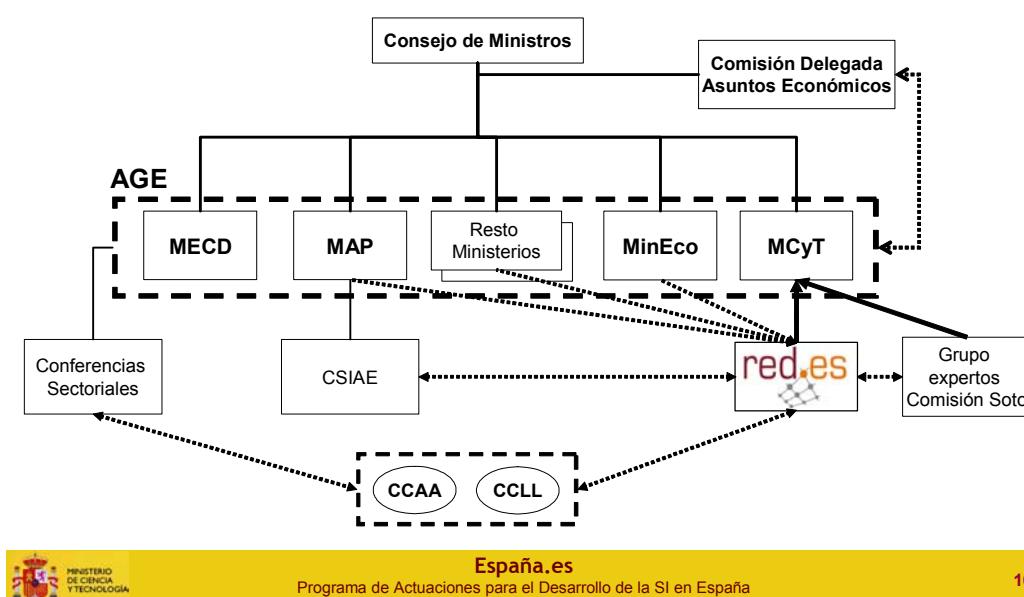 Consejo de Ministros
Comisión Delegada
Asuntos Económicos
AGE
MECD
MAP
Resto
Ministerios
MinEco
MCyT
Conferencias
Sectoriales
CSIAE
red.es
Grupo
expertos
Comisión Soto
CCAA
CCLL
MINISTERIO
DE CIENCIA
Y TECNOLOGÍA
España.es
Programa de Actuaciones para el Desarrollo de la SI en España